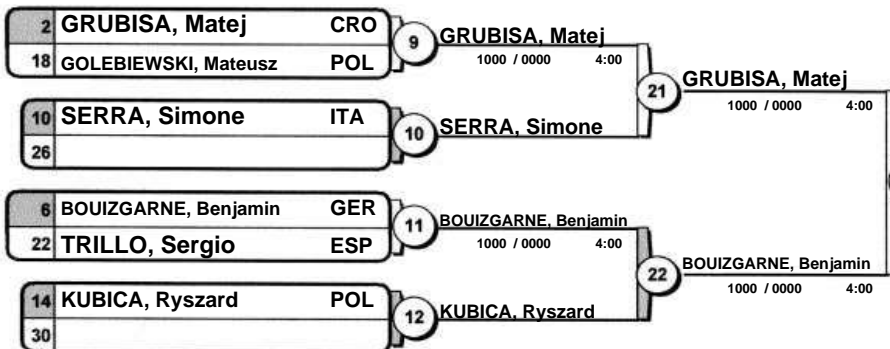 2 GRUBISA, Matej CRO
18 GOLEBIEWSKI, Mateusz POL
9
GRUBISA, Matej
1000 / 0000 4:00
10 SERRA, Simone ITA
26
10
SERRA, Simone
21
GRUBISA, Matej
1000 / 0000 4:00
6 BOUIZGARNE, Benjamin GER
22 TRILLO, Sergio ESP
11
BOUIZGARNE, Benjamin
1000 / 0000 4:00
14 KUBICA, Ryszard POL
30
12
KUBICA, Ryszard
22
BOUIZGARNE, Benjamin
1000 / 0000 4:00